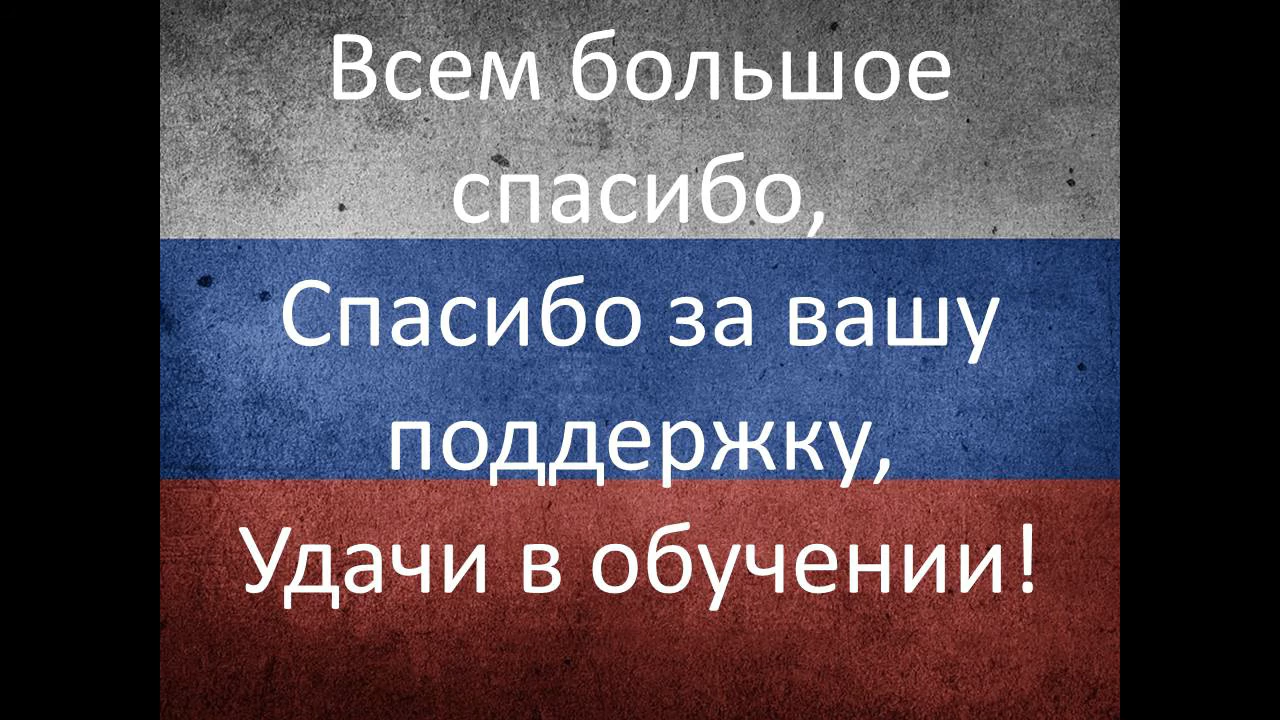 Всем большое
спасибо,
Спасибо за вашу
поддержку,
Удачи в обучении!